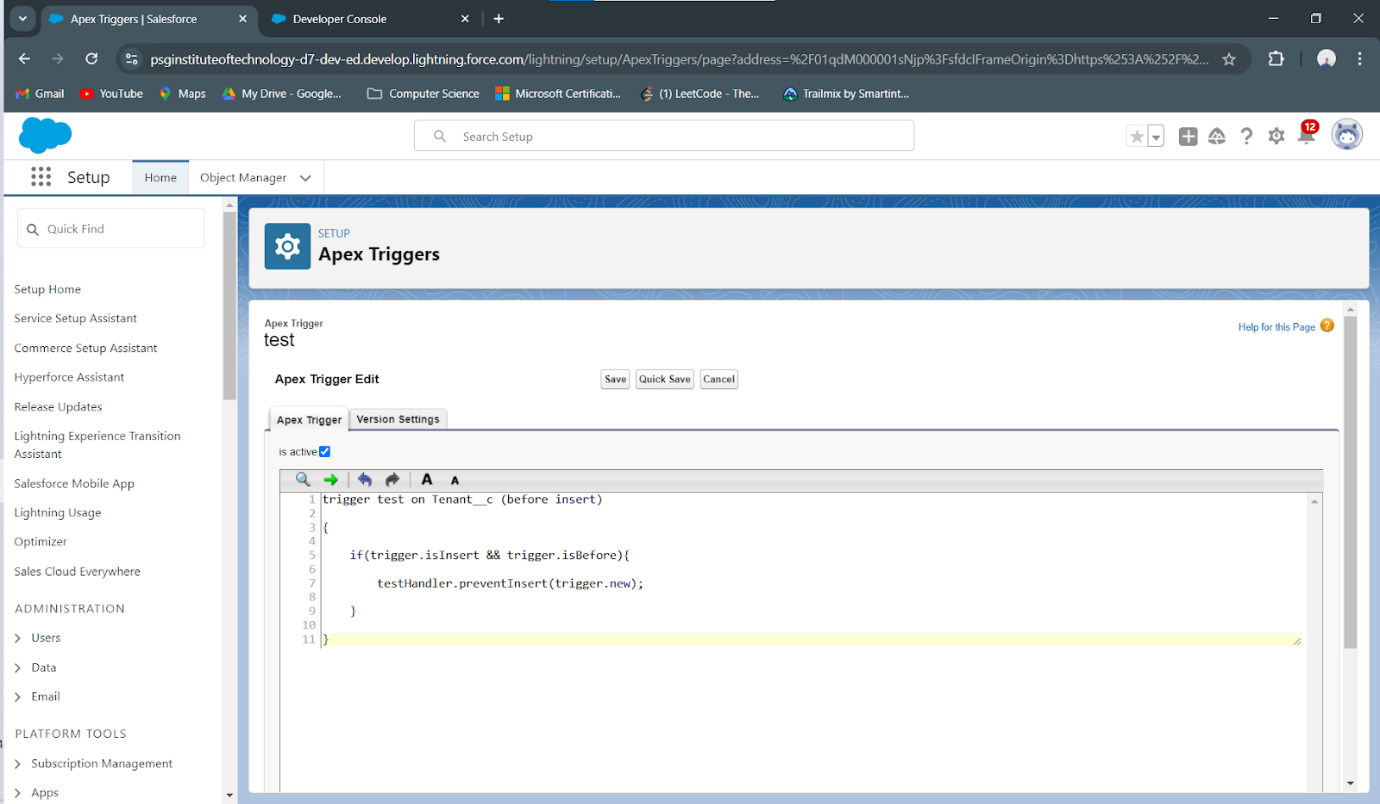 Apex Triggers | Salesforce
Developer Console
psginstituteoftechnology-d7-dev-ed.develop.lightning.force.com/lightning/setup/ApexTriggers/page?address=%2F01qdM000001sNjp%3FsfdcIFrameOrigin%3Dhttps%253A%252F%2...
Gmail
YouTube
Maps
My Drive - Google...
Computer Science
Microsoft Certificati...
(1) LeetCode - The...
Trailmix by Smartint...
Search Setup
12
Setup
Home
Object Manager
Quick Find
Setup Home
Service Setup Assistant
Commerce Setup Assistant
Hyperforce Assistant
Release Updates
Lightning Experience Transition
Assistant
Salesforce Mobile App
Lightning Usage
Optimizer
Sales Cloud Everywhere
ADMINISTRATION
Users
Data
Email
PLATFORM TOOLS
Subscription Management
Apps
SETUP
Apex Triggers
Apex Trigger
test
Help for this Page ?
Apex Trigger Edit
Save
Quick Save
Cancel
Apex Trigger
Version Settings
is active
A A
1 trigger test on Tenant__c (before insert)
2
3 {
4
5 if(trigger.isInsert && trigger.isBefore){
6
7 testHandler.preventInsert(trigger.new);
8
9 }
10
11 }